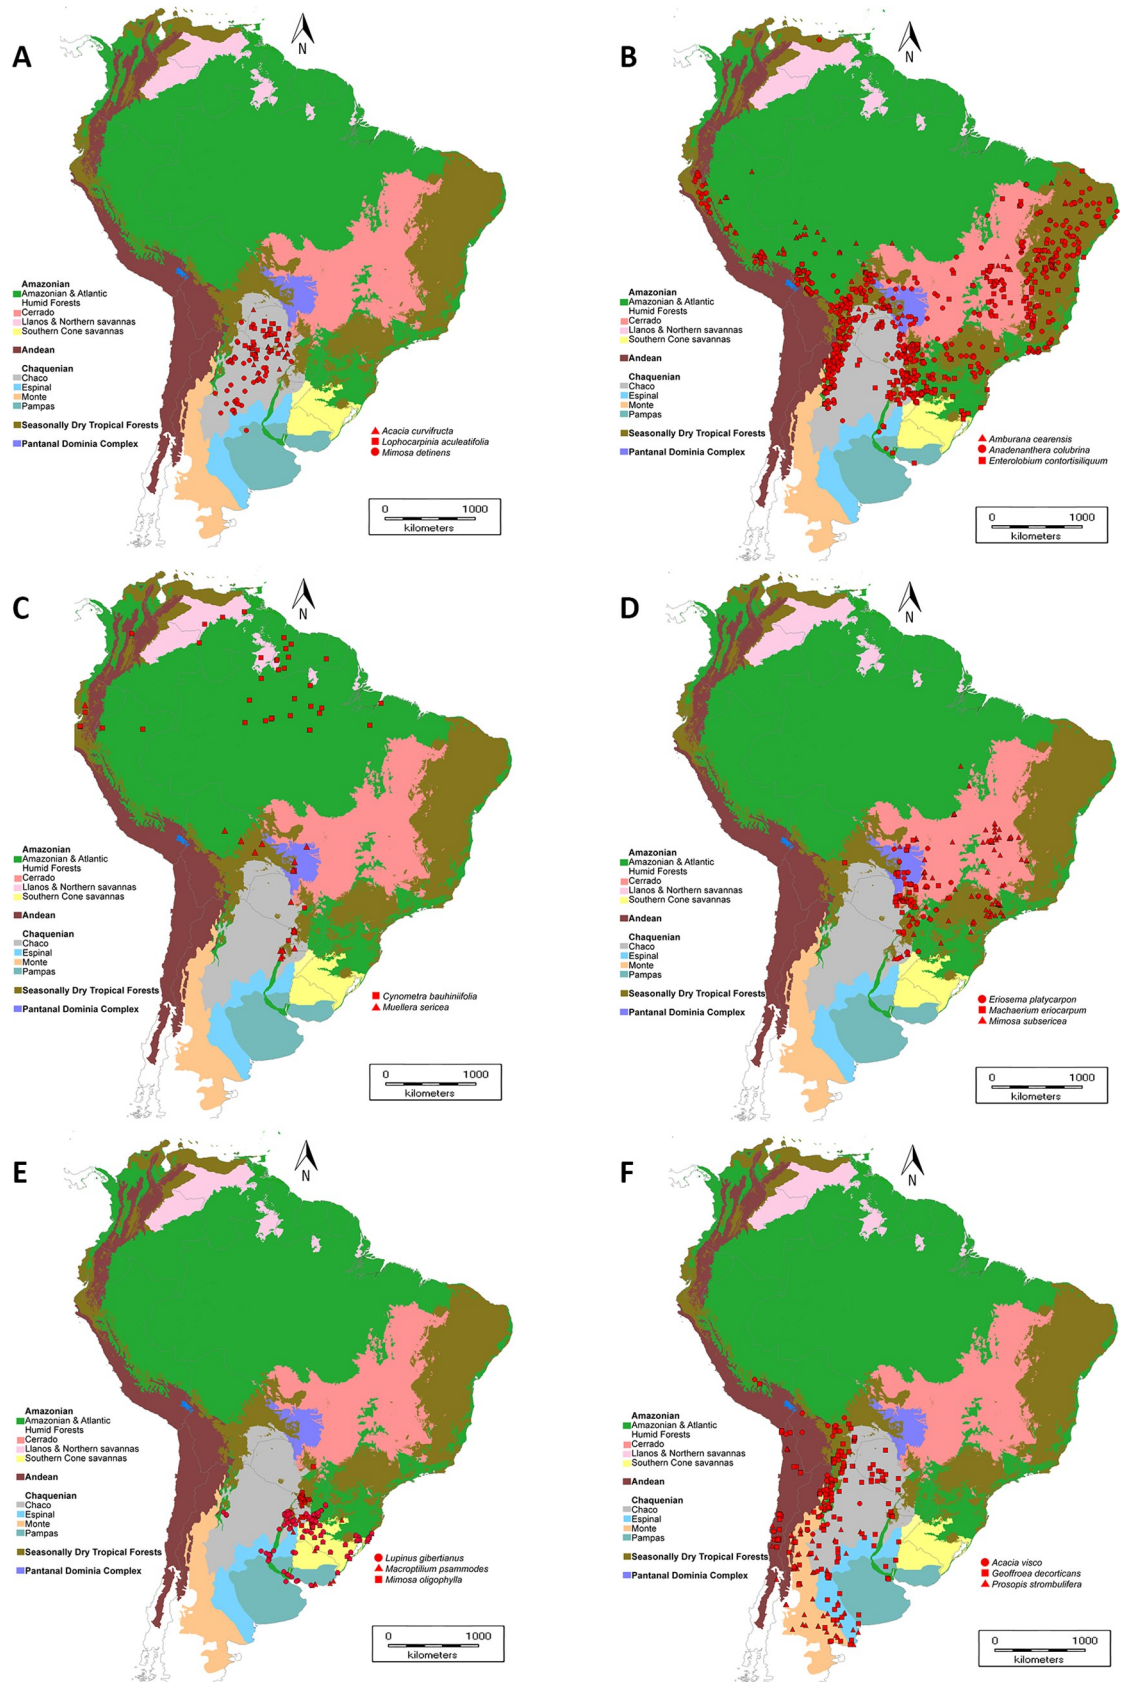 A
N
Amazonian
Amazonian & Atlantic
Humid Forests
Cerrado
Llanos & Northern savannas
Southern Cone savannas
Andean
Chaquenian
Chaco
Espinal
Monte
Pampas
Seasonally Dry Tropical Forests
Pantanal Dominia Complex
Acacia curvifructa
Lophocarpinia aculeatifolia
Mimosa detinens
0 1000
kilometers
B
N
Amazonian
Amazonian & Atlantic
Humid Forests
Cerrado
Llanos & Northern savannas
Southern Cone savannas
Andean
Chaquenian
Chaco
Espinal
Monte
Pampas
Seasonally Dry Tropical Forests
Pantanal Dominia Complex
Amburana cearensis
Anadenanthera colubrina
Enterolobium contortisiliquum
0 1000
kilometers
C
N
Amazonian
Amazonian & Atlantic
Humid Forests
Cerrado
Llanos & Northern savannas
Southern Cone savannas
Andean
Chaquenian
Chaco
Espinal
Monte
Pampas
Seasonally Dry Tropical Forests
Pantanal Dominia Complex
Cynometra bauhiniifolia
Muellera sericea
0 1000
kilometers
D
N
Amazonian
Amazonian & Atlantic
Humid Forests
Cerrado
Llanos & Northern savannas
Southern Cone savannas
Andean
Chaquenian
Chaco
Espinal
Monte
Pampas
Seasonally Dry Tropical Forests
Pantanal Dominia Complex
Eriosema platycarpon
Machaerium eriocarpum
Mimosa subsericea
0 1000
kilometers
E
N
Amazonian
Amazonian & Atlantic
Humid Forests
Cerrado
Llanos & Northern savannas
Southern Cone savannas
Andean
Chaquenian
Chaco
Espinal
Monte
Pampas
Seasonally Dry Tropical Forests
Pantanal Dominia Complex
Lupinus gibertianus
Macroptilium psammodes
Mimosa oligophylla
0 1000
kilometers
F
N
Amazonian
Amazonian & Atlantic
Humid Forests
Cerrado
Llanos & Northern savannas
Southern Cone savannas
Andean
Chaquenian
Chaco
Espinal
Monte
Pampas
Seasonally Dry Tropical Forests
Pantanal Dominia Complex
Acacia visco
Geoffroea decorticans
Prosopis strombulifera
0 1000
kilometers